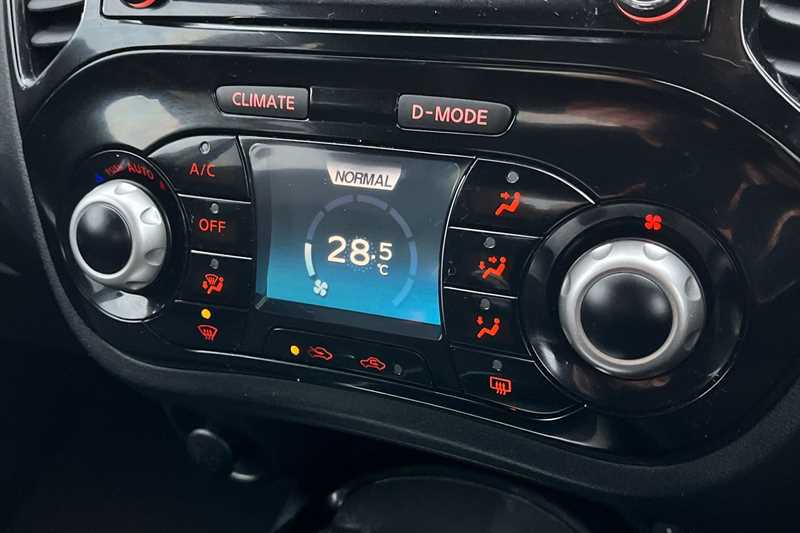 CLIMATE
D-MODE
AUTO
A/C
NORMAL
OFF
28.5
°C